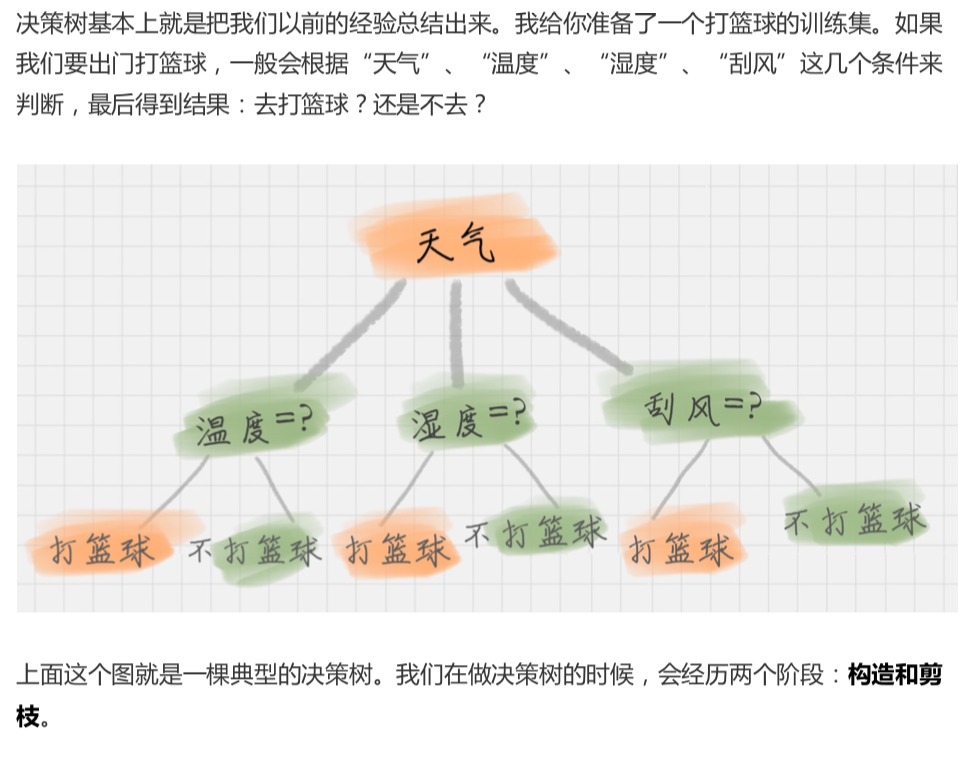 决策树基本上就是把我们以前的经验总结出来。我给你准备了一个打篮球的训练集。如果
我们要出门打篮球，一般会根据“天气”、“温度”、“湿度”、“刮风”这几个条件来
判断，最后得到结果：去打篮球？还是不去？
天气
温度=?
湿度=?
刮风=?
打篮球
不打篮球
打篮球
不打篮球
打篮球
不打篮球
上面这个图就是一棵典型的决策树。我们在做决策树的时候，会经历两个阶段：构造和剪
枝。